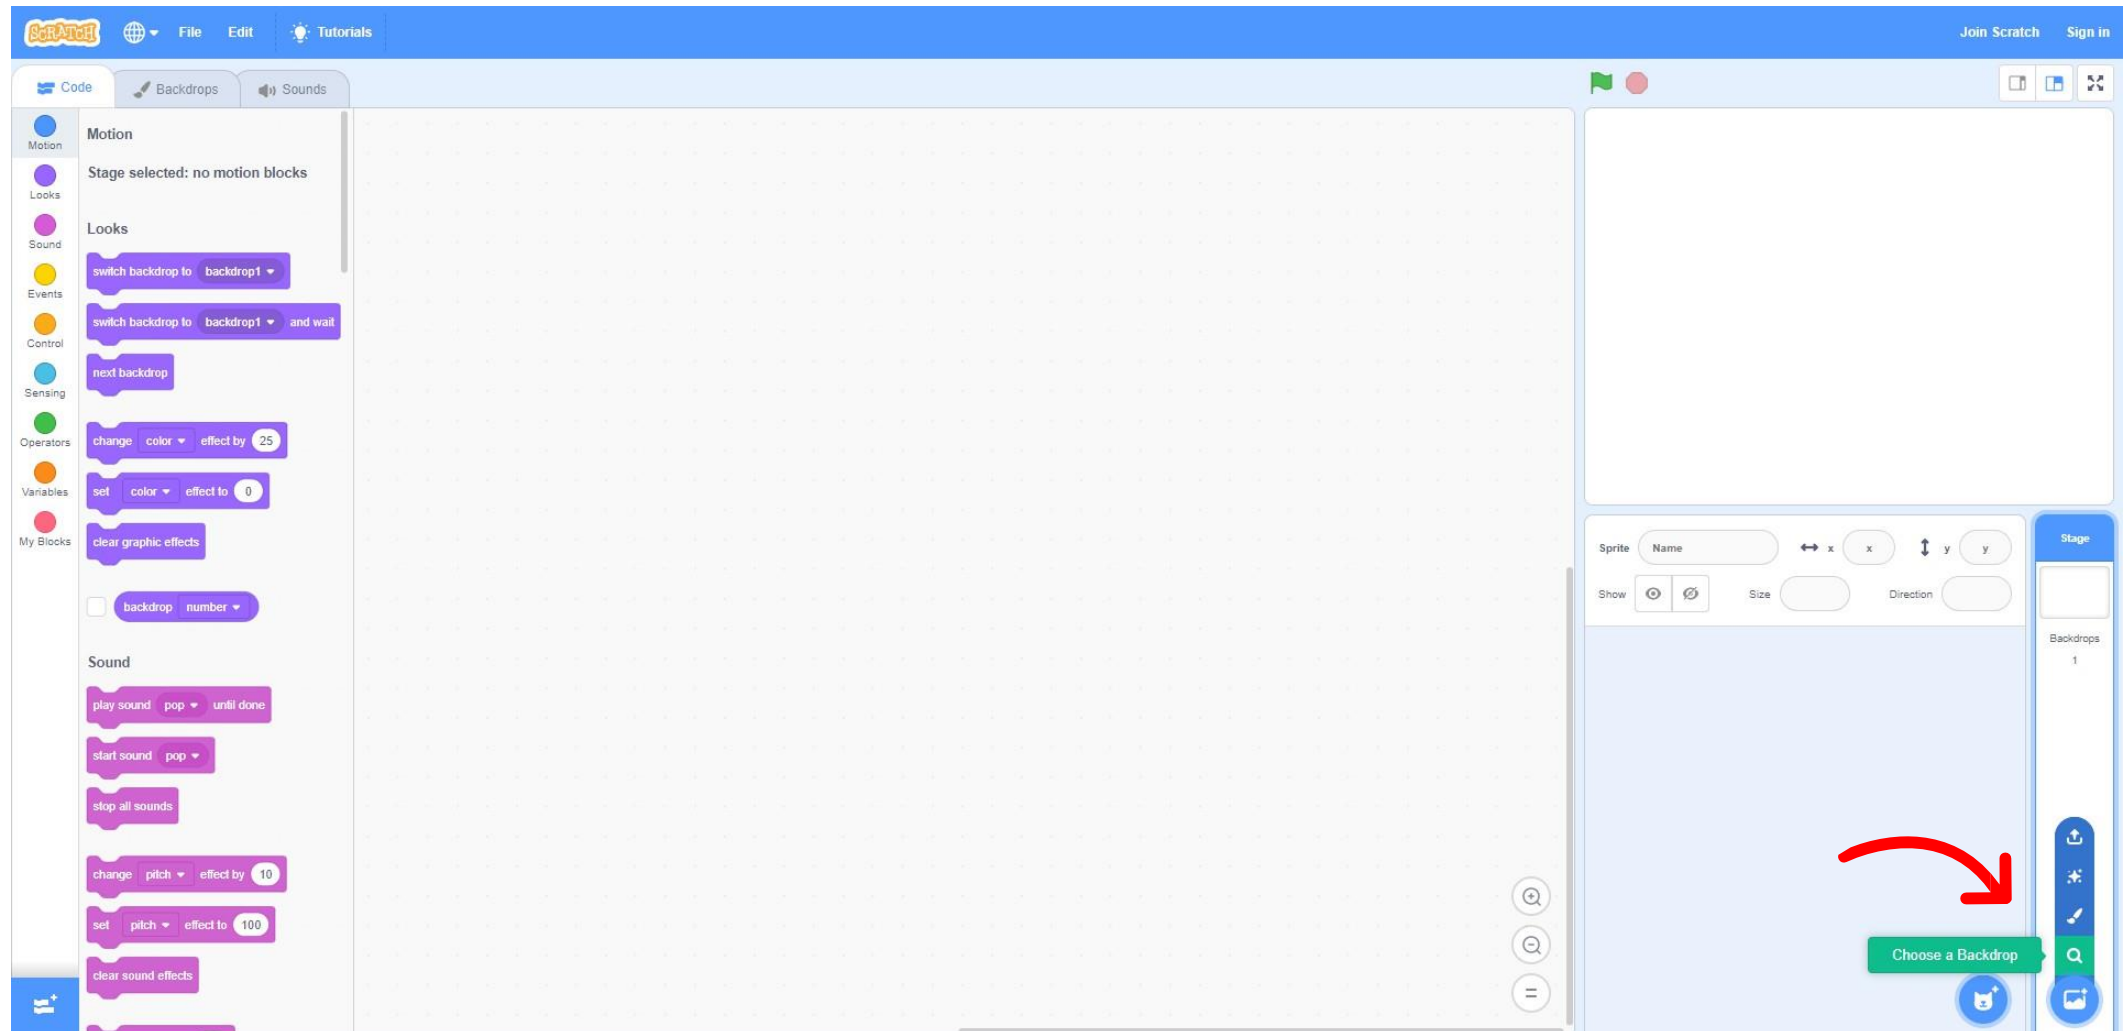 SCRATCH File Edit Tutorials Join Scratch Sign in
Code Backdrops Sounds
Motion
Looks
Sound
Events
Control
Sensing
Operators
Variables
My Blocks
Motion
Stage selected: no motion blocks
Looks
switch backdrop to backdrop1
switch backdrop to backdrop1 and wait
next backdrop
change color effect by 25
set color effect to 0
clear graphic effects
backdrop number
Sound
play sound pop until done
start sound pop
stop all sounds
change pitch effect by 10
set pitch effect to 100
clear sound effects
Sprite Name x x y y
Show Size Direction
Stage
Backdrops
1
Choose a Backdrop